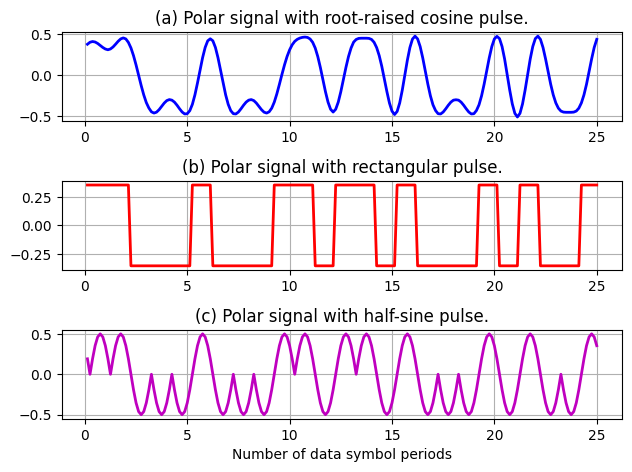 (a) Polar signal with root-raised cosine pulse.
0.5
0.0
−0.5
0 5 10 15 20 25
(b) Polar signal with rectangular pulse.
0.25
0.00
−0.25
0 5 10 15 20 25
(c) Polar signal with half-sine pulse.
0.5
0.0
−0.5
0 5 10 15 20 25
Number of data symbol periods